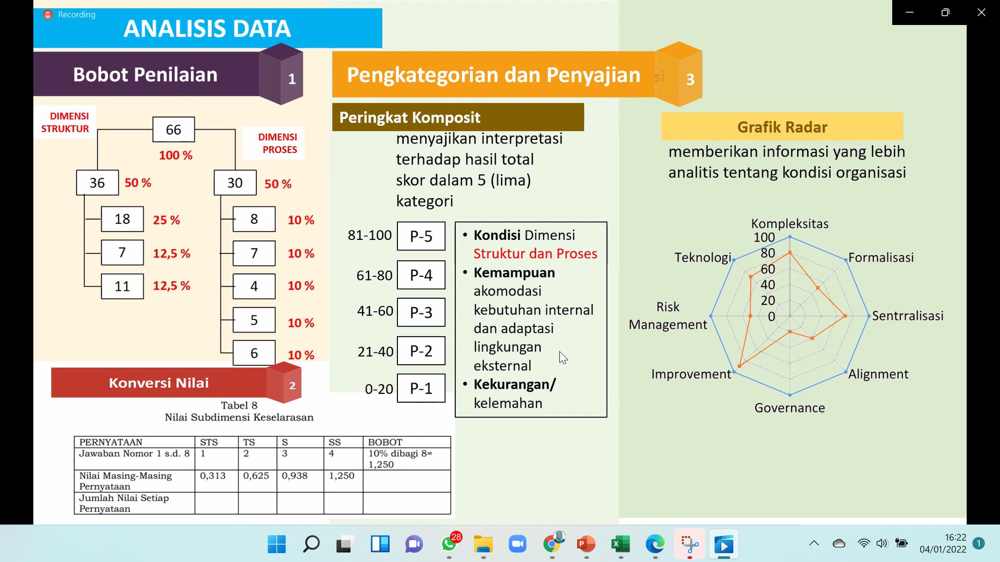 Recording
ANALISIS DATA
Bobot Penilaian
1
DIMENSI
STRUKTUR
66
100 %
DIMENSI
PROSES
36
50 %
30
50 %
18
25 %
8
10 %
7
12,5 %
7
10 %
11
12,5 %
4
10 %
5
10 %
6
10 %
Konversi Nilai
2
Tabel 8
Nilai Subdimensi Keselarasan
PERNYATAAN STS TS S SS BOBOT
Jawaban Nomor 1 s.d. 8 1 2 3 4 10% dibagi 8=
1,250
Nilai Masing-Masing 0,313 0,625 0,938 1,250
Pernyataan
Jumlah Nilai Setiap
Pernyataan
Pengkategorian dan Penyajian
si
3
Peringkat Komposit
menyajikan interpretasi
terhadap hasil total
skor dalam 5 (lima)
kategori
81-100 P-5
61-80 P-4
41-60 P-3
21-40 P-2
0-20 P-1
• Kondisi Dimensi
Struktur dan Proses
• Kemampuan
akomodasi
kebutuhan internal
dan adaptasi
lingkungan
eksternal
• Kekurangan/
kelemahan
Grafik Radar
memberikan informasi yang lebih
analitis tentang kondisi organisasi
Kompleksitas
100
80
60
40
20
0
Teknologi
Formalisasi
Risk
Management
Sentrralisasi
Improvement
Alignment
Governance
28
P
X
16:22
04/01/2022
1